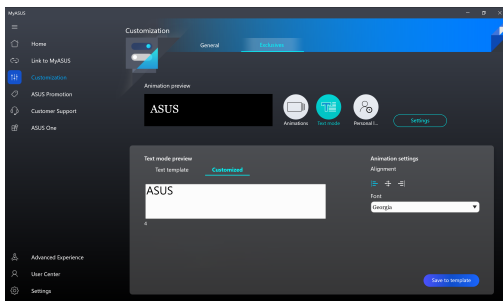 MyASUS
Customization
Home
General
Link to MyASUS
Customization
ASUS Promotion
Customer Support
ASUS One
Animation preview
ASUS
Animations
Text mode
Personal I...
Settings
Text mode preview
Text template
Customized
ASUS
4
Animation settings
Alignment
Font
Georgia
Save to template
Advanced Experience
User Center
Settings